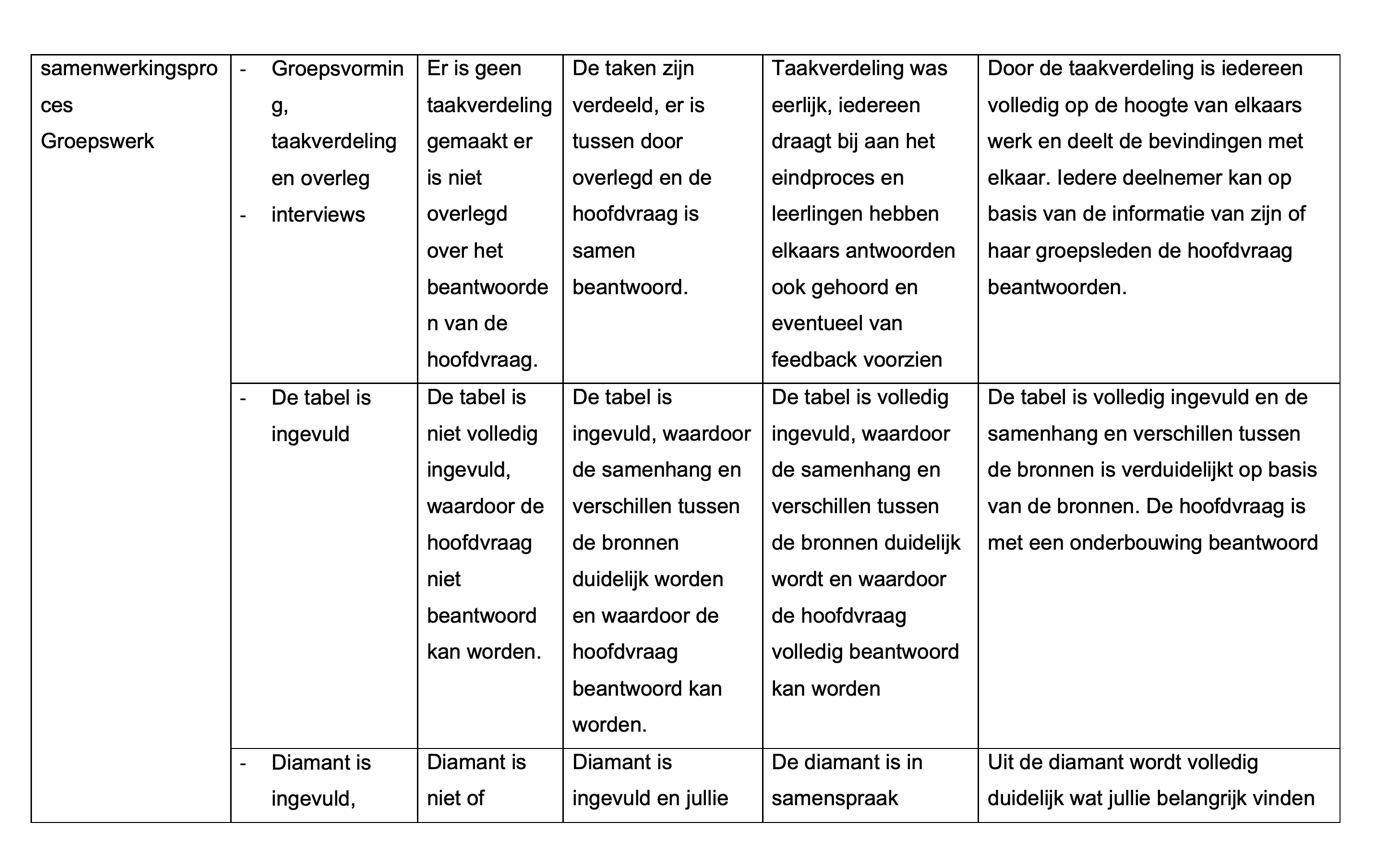 samenwerkingspro
ces
Groepswerk
- Groepsvormin
g,
taakverdeling
en overleg
- interviews
Er is geen
taakverdeling
gemaakt er
is niet
overlegd
over het
beantwoorde
n van de
hoofdvraag.
De taken zijn
verdeeld, er is
tussen door
overlegd en de
hoofdvraag is
samen
beantwoord.
Taakverdeling was
eerlijk, iedereen
draagt bij aan het
eindproces en
leerlingen hebben
elkaars antwoorden
ook gehoord en
eventueel van
feedback voorzien
Door de taakverdeling is iedereen
volledig op de hoogte van elkaars
werk en deelt de bevindingen met
elkaar. Iedere deelnemer kan op
basis van de informatie van zijn of
haar groepsleden de hoofdvraag
beantwoorden.
- De tabel is
ingevuld
De tabel is
niet volledig
ingevuld,
waardoor de
hoofdvraag
niet
beantwoord
kan worden.
De tabel is
ingevuld, waardoor
de samenhang en
verschillen tussen
de bronnen
duidelijk worden
en waardoor de
hoofdvraag
beantwoord kan
worden.
De tabel is volledig
ingevuld, waardoor
de samenhang en
verschillen tussen
de bronnen duidelijk
wordt en waardoor
de hoofdvraag
volledig beantwoord
kan worden
De tabel is volledig ingevuld en de
samenhang en verschillen tussen
de bronnen is verduidelijkt op basis
van de bronnen. De hoofdvraag is
met een onderbouwing beantwoord
- Diamant is
ingevuld,
Diamant is
niet of
Diamant is
ingevuld en jullie
De diamant is in
samenspraak
Uit de diamant wordt volledig
duidelijk wat jullie belangrijk vinden